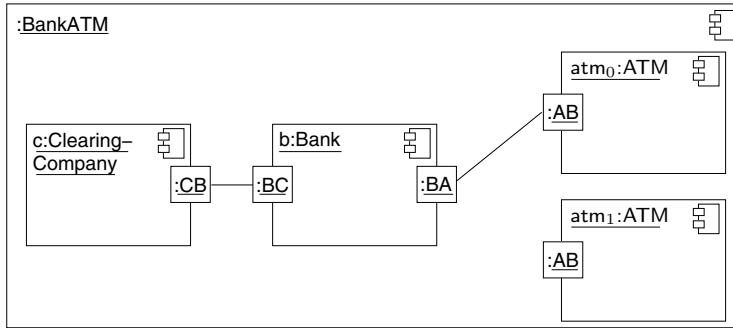 :BankATM
atm₀:ATM
:AB
c:Clearing–
Company
b:Bank
:CB
:BC
:BA
atm₁:ATM
:AB